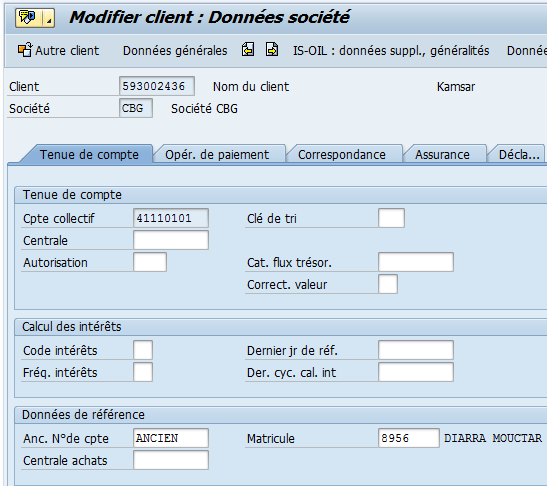 Modifier client : Données société
Autre client Données générales IS-OIL : données suppl., généralités Donnée
Client 593002436 Nom du client Kamsar
Société CBG Société CBG
Tenue de compte Opér. de paiement Correspondance Assurance Décla...
Tenue de compte
Cpte collectif 41110101 Clé de tri
Centrale
Autorisation Cat. flux trésor.
Correct. valeur
Calcul des intérêts
Code intérêts Dernier jr de réf.
Fréq. intérêts Der. cyc. cal. int
Données de référence
Anc. N°de cpte ANCIEN Matricule 8956 DIARRA MOUCTAR
Centrale achats